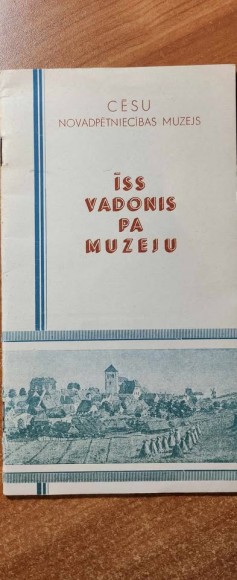 CĒSU
NOVADPĒTNIECĪBAS MUZEJS
ĪSS
VADONIS
PA
MUZEJU